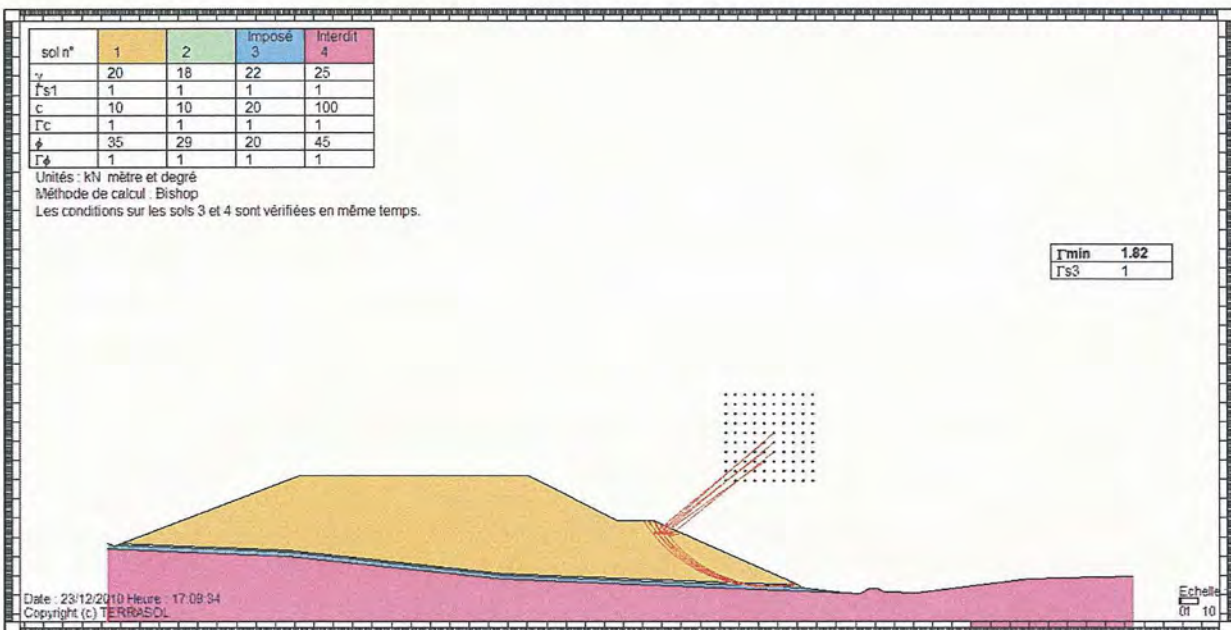 sol n° 1 2 Imposé 3 Interdit 4
γ 20 18 22 25
Γs1 1 1 1 1
c 10 10 20 100
Γc 1 1 1 1
ϕ 35 29 20 45
Γϕ 1 1 1 1
Unités : kN mètre et degré
Méthode de calcul : Bishop
Les conditions sur les sols 3 et 4 sont vérifiées en même temps.
Γmin 1.82
Γs3 1
Date : 23/12/2010 Heure : 17:09:34
Copyright (c) TERRASOL
Echelle
01 10